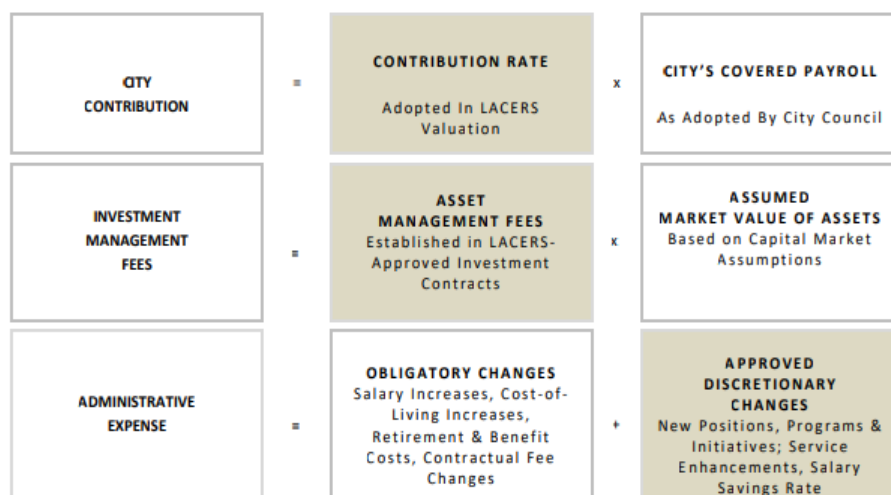 CITY
CONTRIBUTION
=
CONTRIBUTION RATE
Adopted In LACERS
Valuation
x
CITY'S COVERED PAYROLL
As Adopted By City Council
INVESTMENT
MANAGEMENT
FEES
=
ASSET
MANAGEMENT FEES
Established in LACERS-
Approved Investment
Contracts
x
ASSUMED
MARKET VALUE OF ASSETS
Based on Capital Market
Assumptions
ADMINISTRATIVE
EXPENSE
=
OBLIGATORY CHANGES
Salary Increases, Cost-of-
Living Increases,
Retirement & Benefit
Costs, Contractual Fee
Changes
+
APPROVED
DISCRETIONARY
CHANGES
New Positions, Programs &
Initiatives; Service
Enhancements, Salary
Savings Rate